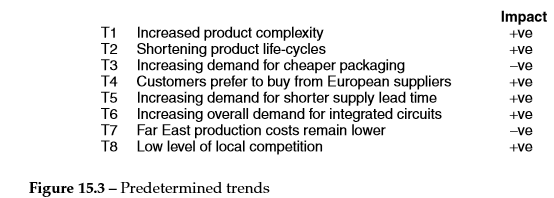 Impact
T1 Increased product complexity +ve
T2 Shortening product life-cycles +ve
T3 Increasing demand for cheaper packaging –ve
T4 Customers prefer to buy from European suppliers +ve
T5 Increasing demand for shorter supply lead time +ve
T6 Increasing overall demand for integrated circuits +ve
T7 Far East production costs remain lower –ve
T8 Low level of local competition +ve
Figure 15.3 – Predetermined trends